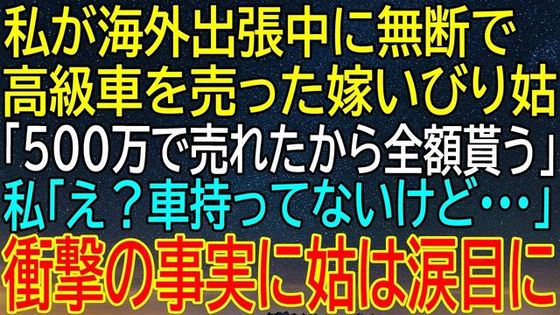 私が海外出張中に無断で
高級車を売った嫁いびり姑
「500万で売れたから全額貰う」
私「え?車持ってないけど・・・」
衝撃の事実に姑は涙目に